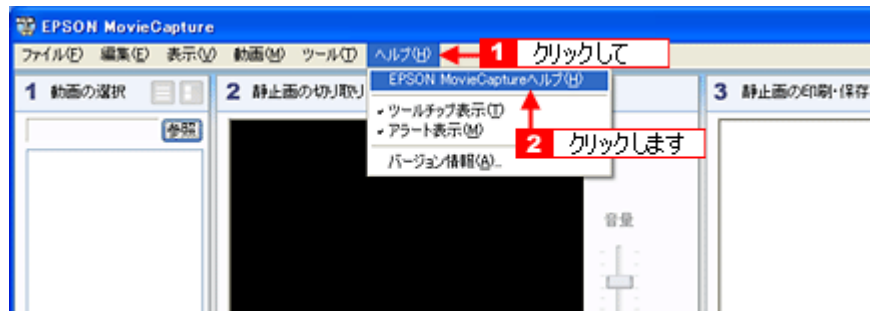 EPSON MovieCapture
ファイル(F) 編集(E) 表示(V) 動画(M) ツール(T) ヘルプ(H) 1 クリックして
EPSON MovieCaptureヘルプ(H)
1 動画の選択 2 静止画の切り取り 3 静止画の印刷・保存
ツールチップ表示(T)
参照 アラート表示(M)
2 クリックします
バージョン情報(A)...
音量